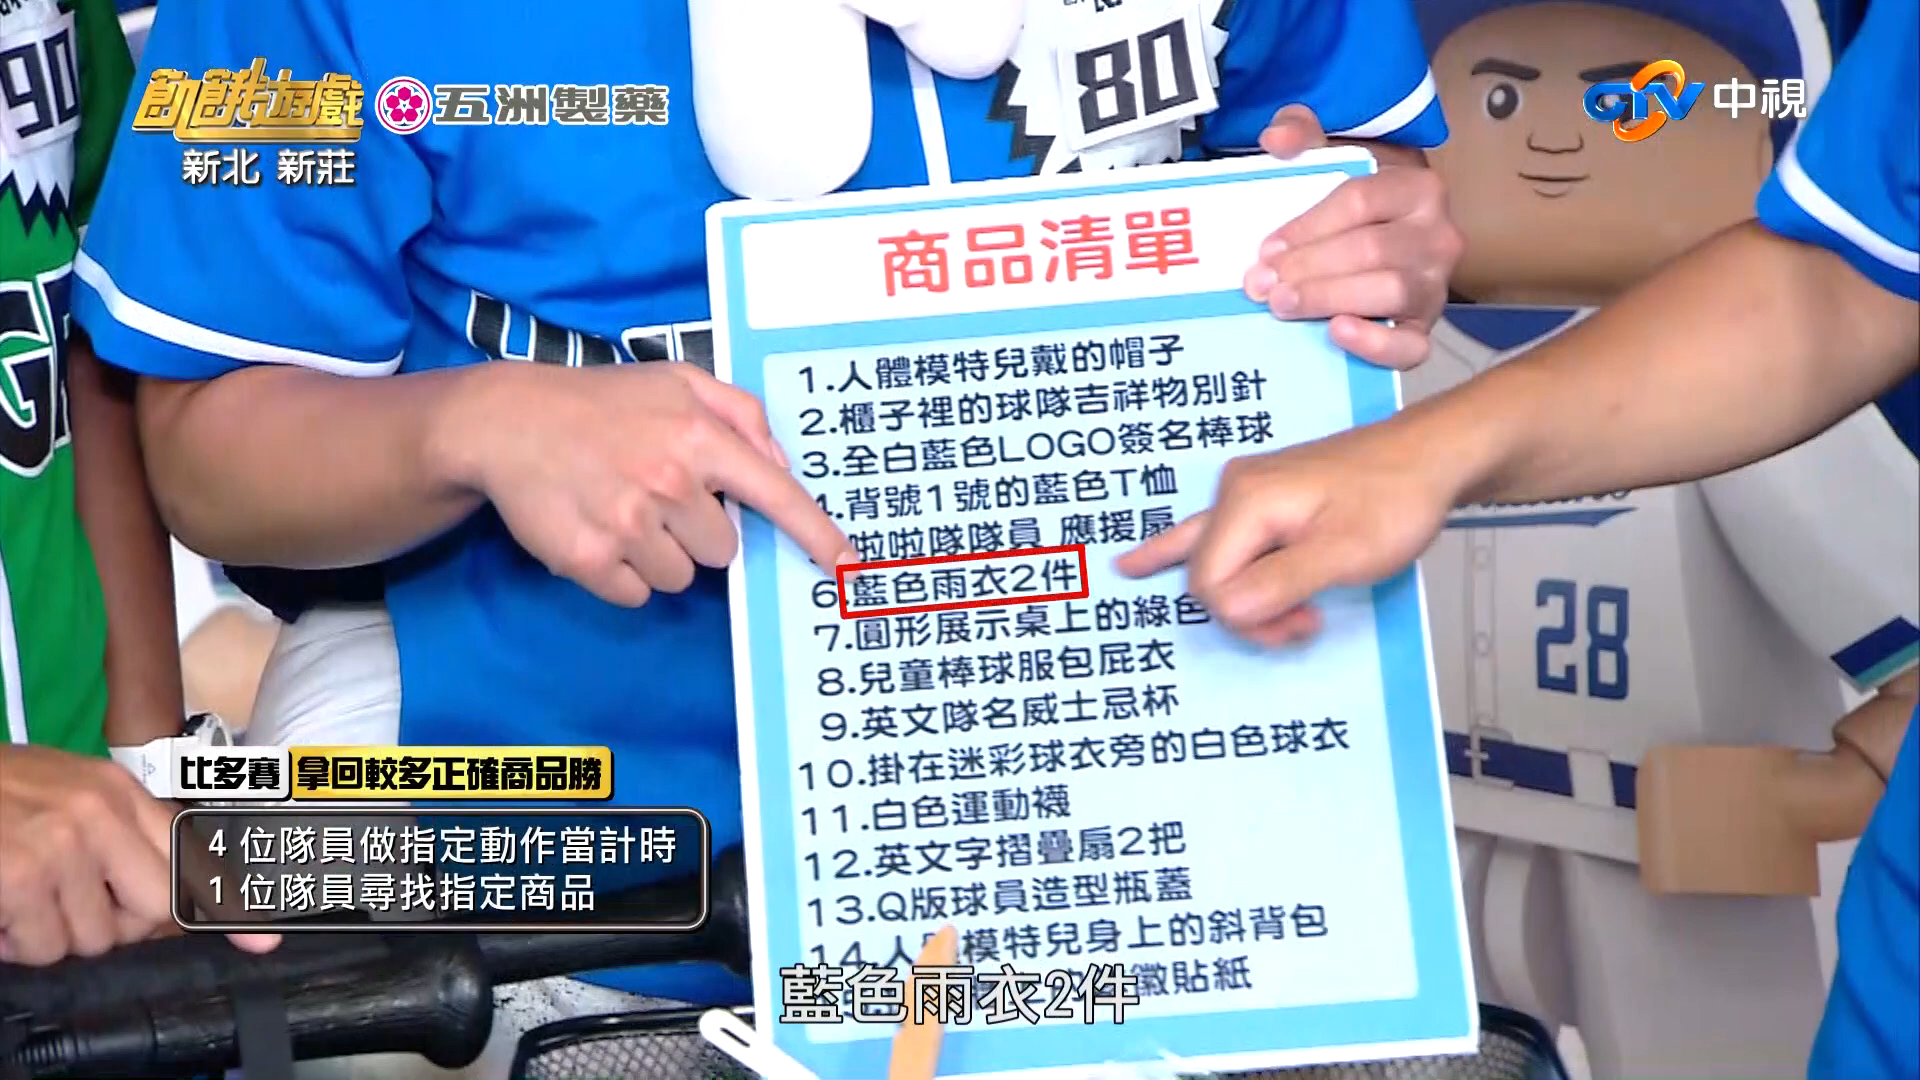 90
飢餓遊戲
五洲製藥
新北 新莊
80
CTV 中視
商品清單
1.人體模特兒戴的帽子
2.櫃子裡的球隊吉祥物別針
3.全白藍色LOGO簽名棒球
4.背號1號的藍色T恤
啦啦隊隊員 應援扇
6.藍色雨衣2件
7.圓形展示桌上的綠色
8.兒童棒球服包屁衣
9.英文隊名威士忌杯
10.掛在迷彩球衣旁的白色球衣
11.白色運動襪
12.英文字摺疊扇2把
13.Q版球員造型瓶蓋
14.人體模特兒身上的斜背包
徽貼紙
28
比多賽 拿回較多正確商品勝
4 位隊員做指定動作當計時
1 位隊員尋找指定商品
藍色雨衣2件